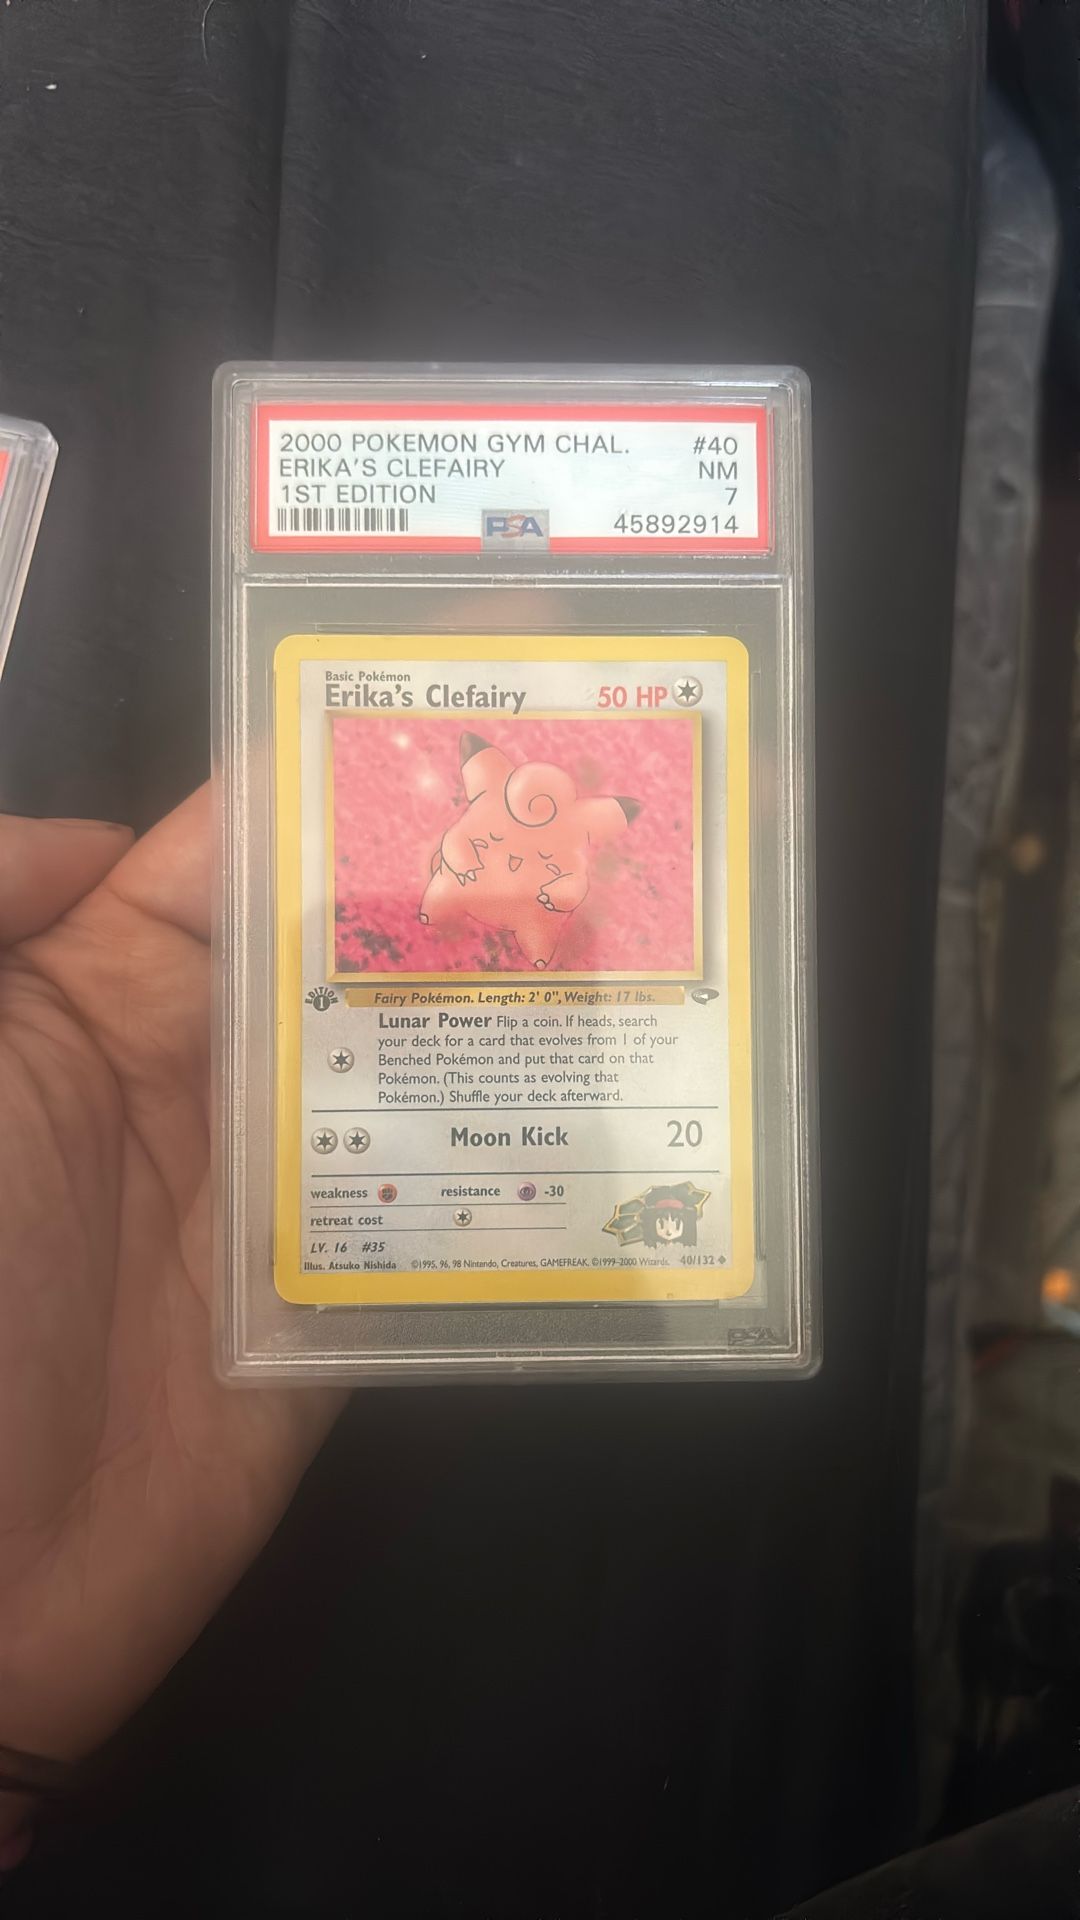 2000 POKEMON GYM CHAL. #40
ERIKA'S CLEFAIRY NM
1ST EDITION 7
PSA 45892914
Basic Pokémon
Erika's Clefairy 50 HP
EDITION 1
Fairy Pokémon. Length: 2' 0", Weight: 17 lbs.
Lunar Power Flip a coin. If heads, search
your deck for a card that evolves from 1 of your
Benched Pokémon and put that card on that
Pokémon. (This counts as evolving that
Pokémon.) Shuffle your deck afterward.
Moon Kick 20
weakness resistance -30
retreat cost
LV. 16 #35
Illus. Atsuko Nishida ©1995, 96, 98 Nintendo, Creatures, GAMEFREAK. ©1999-2000 Wizards. 40/132
PSA